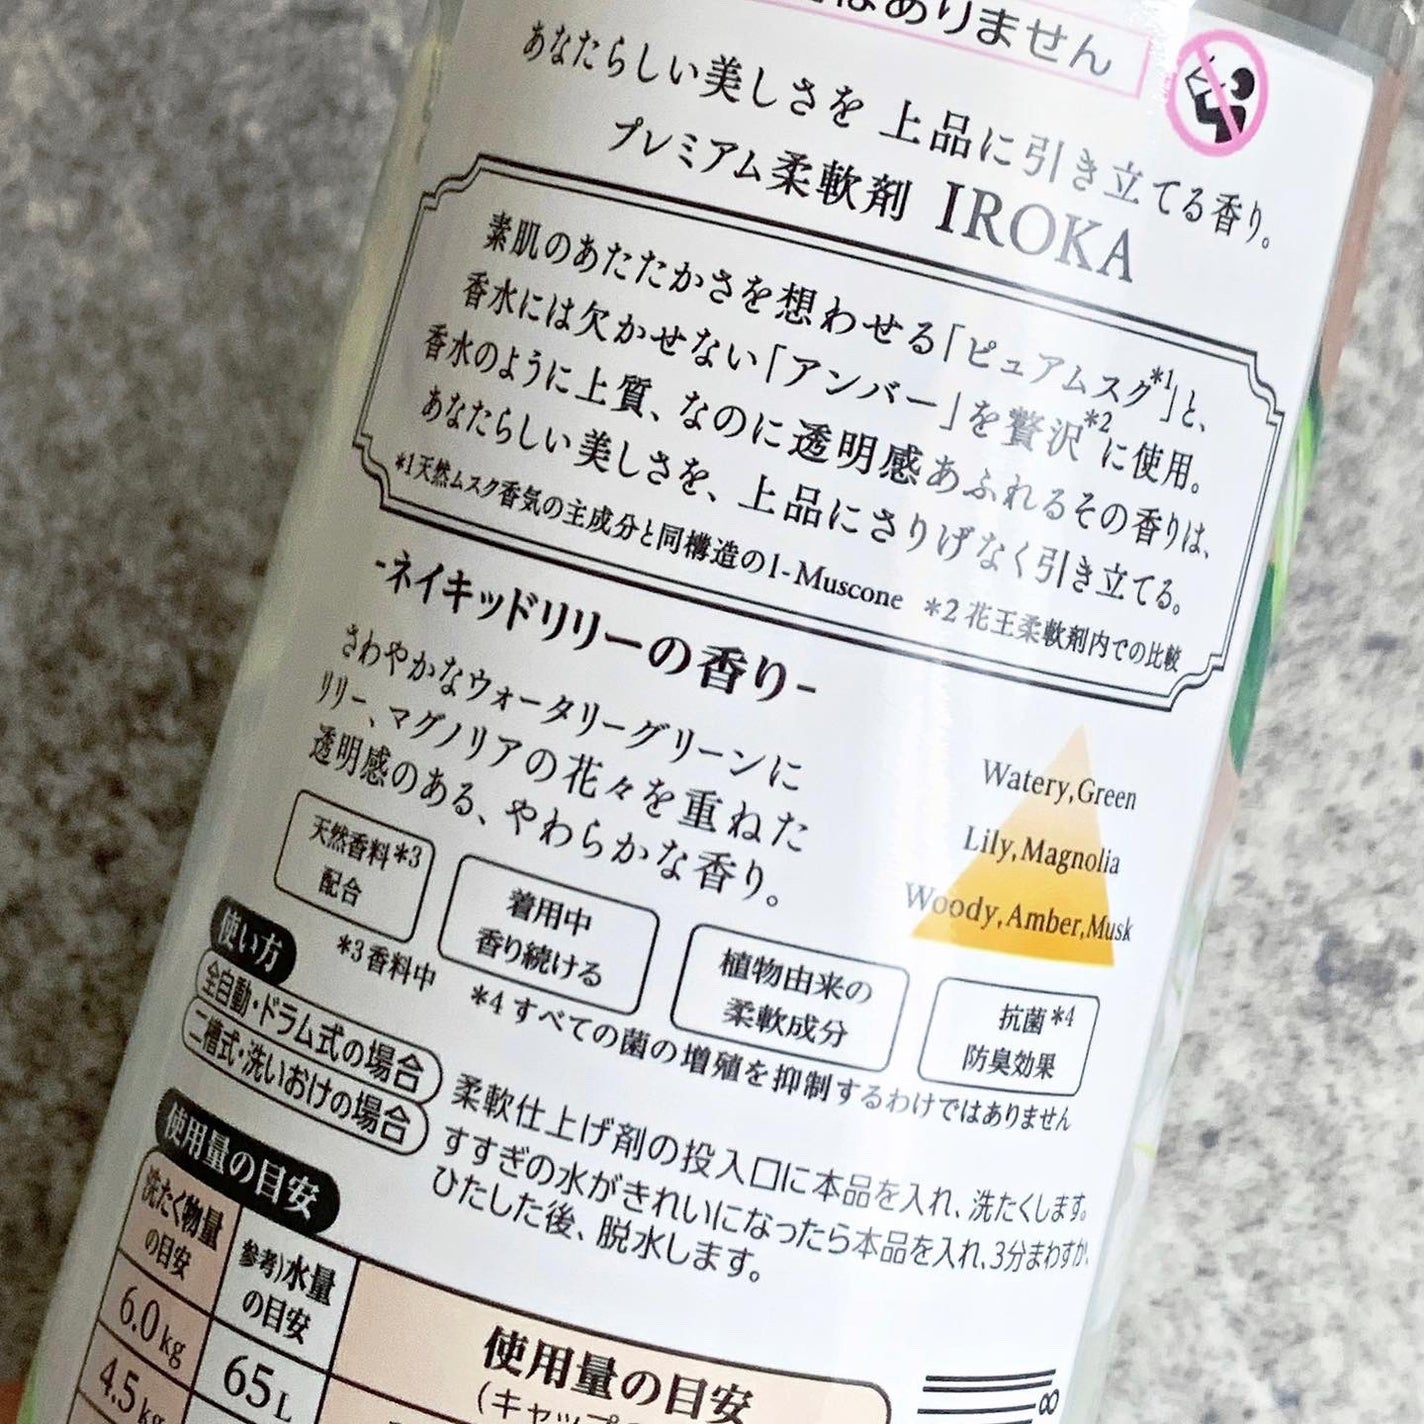 はありません
あなたらしい美しさを 上品に引き立てる香り。
プレミアム柔軟剤 IROKA
素肌のあたたかさを想わせる「ピュアムスク*1」と、
香水には欠かせない「アンバー」を贅沢*2に使用。
香水のように上質、なのに透明感あふれるその香りは、
あなたらしい美しさを、上品にさりげなく引き立てる。
*1天然ムスク香気の主成分と同構造のl-Muscone *2 花王柔軟剤内での比較
-ネイキッドリリーの香り-
さわやかなウォータリーグリーンに
リリー、マグノリアの花々を重ねた
透明感のある、やわらかな香り。
Watery,Green
Lily,Magnolia
Woody,Amber,Musk
天然香料*3
配合
着用中
香り続ける
植物由来の
柔軟成分
抗菌*4
防臭効果
*3 香料中
*4 すべての菌の増殖を抑制するわけではありません
使い方
全自動・ドラム式の場合
柔軟仕上げ剤の投入口に本品を入れ、洗たくします。
二槽式・洗いおけの場合
すすぎの水がきれいになったら本品を入れ、3分まわすか、
ひたした後、脱水します。
使用量の目安
洗たく物量
の目安
参考)水量
の目安
使用量の目安
(キャップの
6.0kg
65L
4.5kg
8